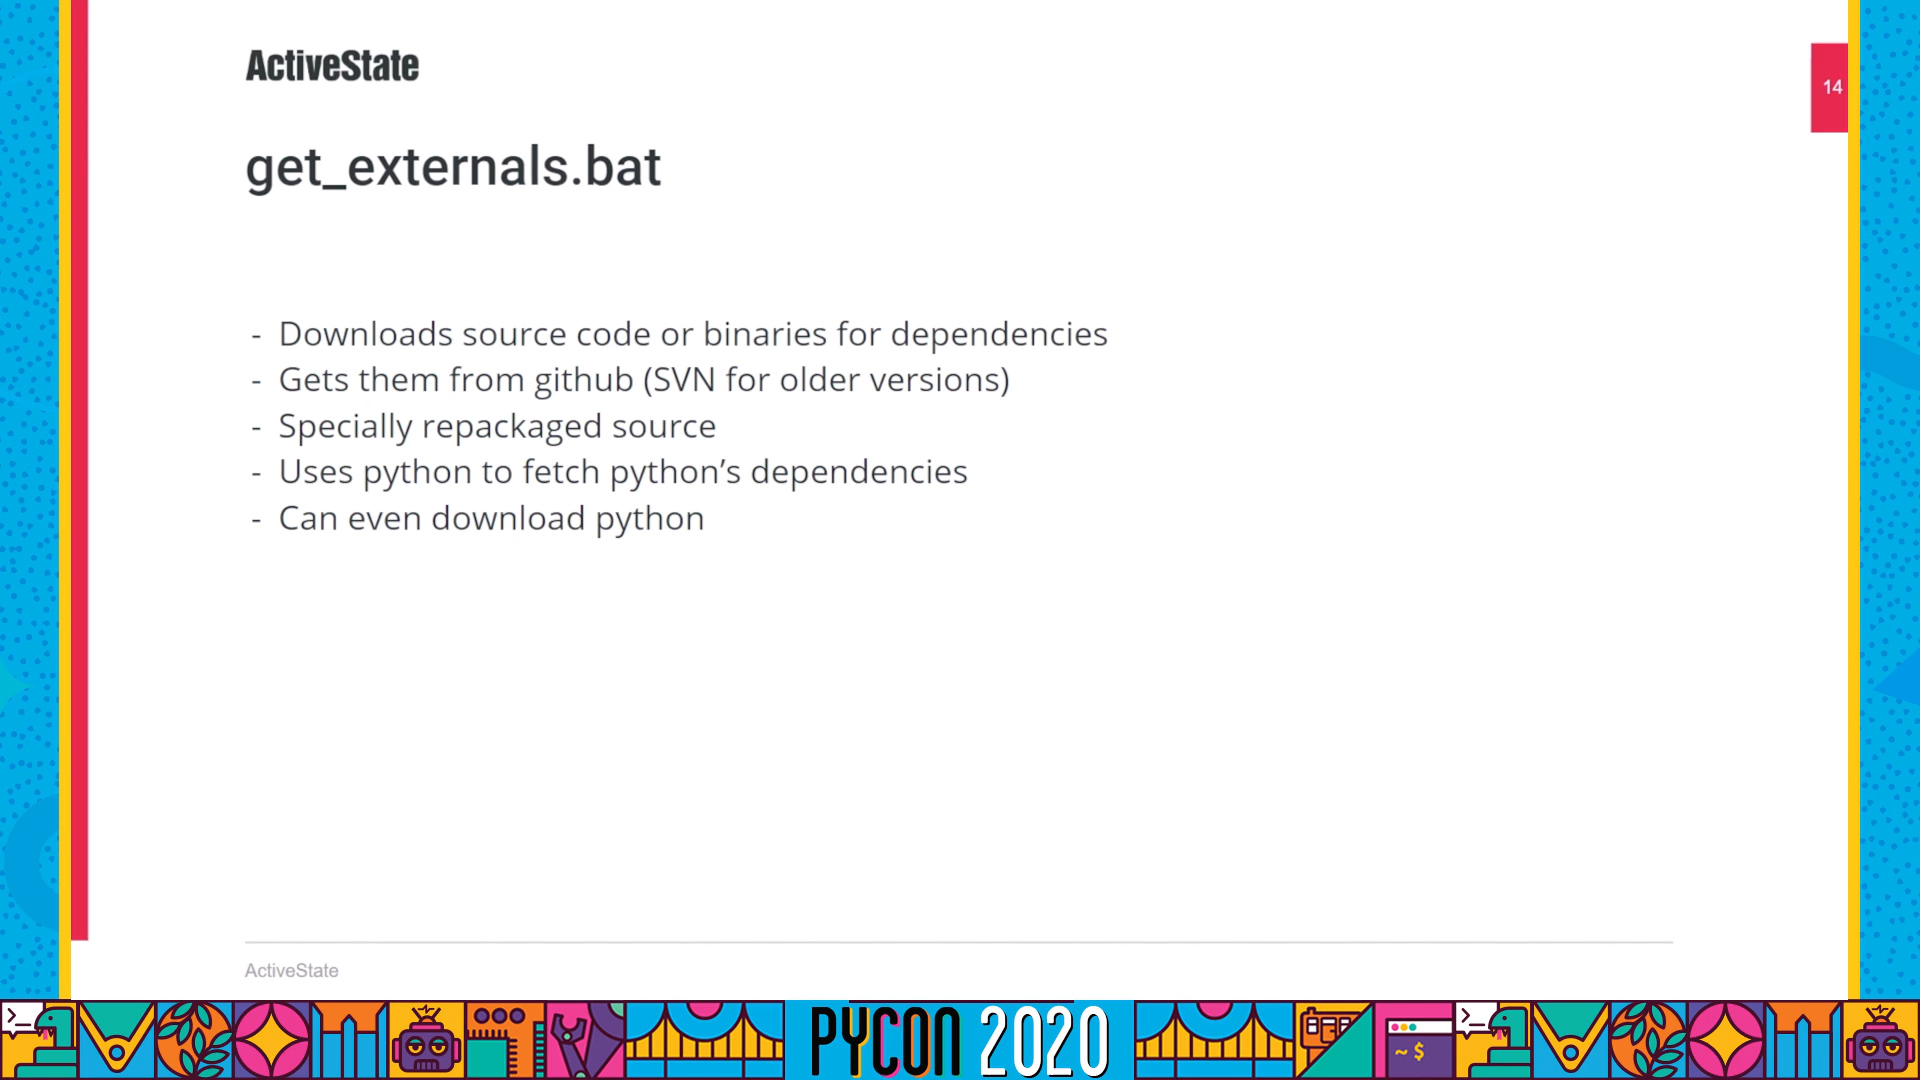 ActiveState
14
get_externals.bat
- Downloads source code or binaries for dependencies
- Gets them from github (SVN for older versions)
- Specially repackaged source
- Uses python to fetch python’s dependencies
- Can even download python
ActiveState
PYCON 2020
~ $